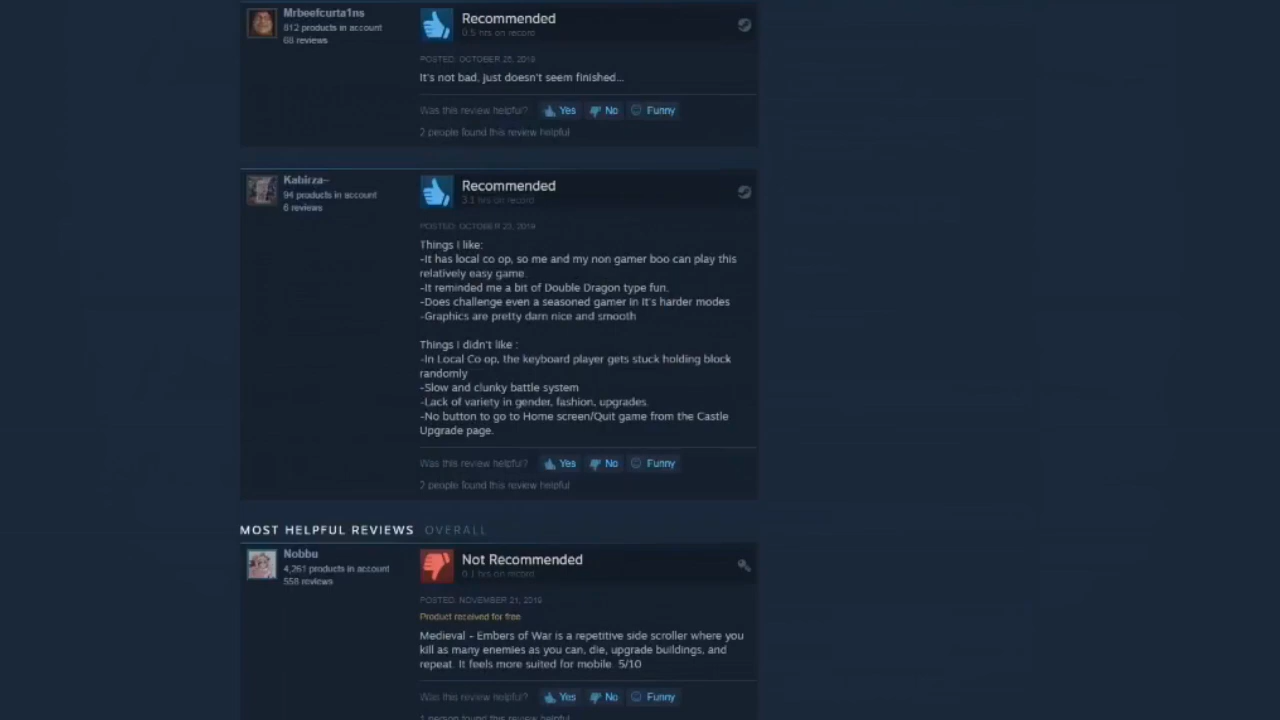 Mrbeefcurta1ns
812 products in account
68 reviews
Recommended
0.5 hrs on record
POSTED: OCTOBER 28, 2019
It's not bad, just doesn't seem finished...
Was this review helpful? Yes No Funny
2 people found this review helpful
Kabirza~
94 products in account
6 reviews
Recommended
3.1 hrs on record
POSTED: OCTOBER 23, 2019
Things I like:
-It has local co op, so me and my non gamer boo can play this
relatively easy game.
-It reminded me a bit of Double Dragon type fun.
-Does challenge even a seasoned gamer in it's harder modes
-Graphics are pretty darn nice and smooth
Things I didn't like :
-In Local Co op, the keyboard player gets stuck holding block
randomly
-Slow and clunky battle system
-Lack of variety in gender, fashion, upgrades.
-No button to go to Home screen/Quit game from the Castle
Upgrade page.
Was this review helpful? Yes No Funny
2 people found this review helpful
MOST HELPFUL REVIEWS OVERALL
Nobbu
4,261 products in account
558 reviews
Not Recommended
0.1 hrs on record
POSTED: NOVEMBER 21, 2019
Product received for free
Medieval - Embers of War is a repetitive side scroller where you
kill as many enemies as you can, die, upgrade buildings, and
repeat. It feels more suited for mobile. 5/10
Was this review helpful? Yes No Funny
1 person found this review helpful